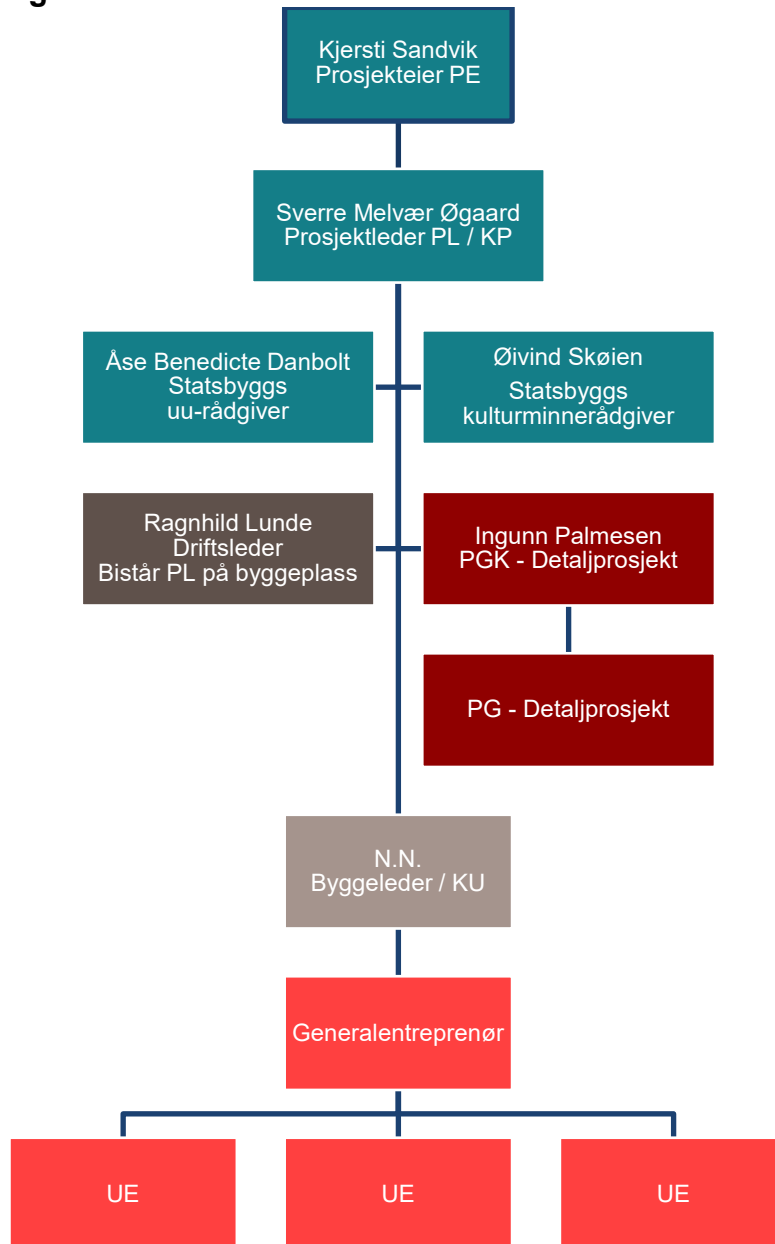 g
Kjersti Sandvik
Prosjekteier PE
Sverre Melvær Øgaard
Prosjektleder PL / KP
Åse Benedicte Danbolt
Statsbyggs
uu-rådgiver
Øivind Skøien
Statsbyggs
kulturminnerådgiver
Ragnhild Lunde
Driftsleder
Bistår PL på byggeplass
Ingunn Palmesen
PGK - Detaljprosjekt
PG - Detaljprosjekt
N.N.
Byggeleder / KU
Generalentreprenør
UE
UE
UE